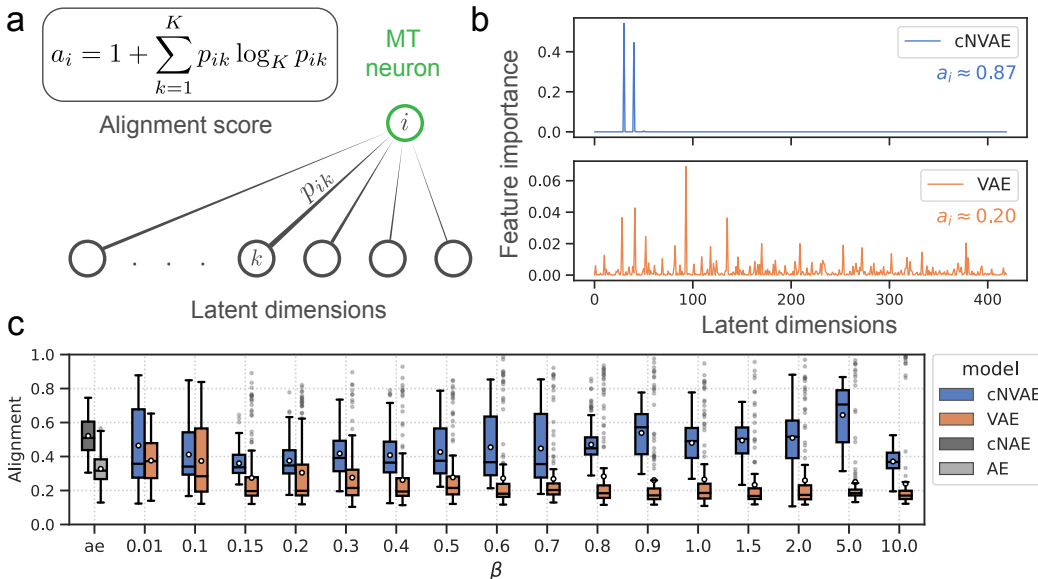 a
a_i = 1 + \sum_{k=1}^{K} p_{ik} \log_K p_{ik}
Alignment score
MT
neuron
i
p_{ik}
k
. . .
Latent dimensions
b
Feature importance
0.4
0.2
0.0
cNVAE
a_i ≈ 0.87
0.06
0.04
0.02
0.00
VAE
a_i ≈ 0.20
0 100 200 300 400
Latent dimensions
c
Alignment
1.0
0.8
0.6
0.4
0.2
0.0
ae 0.01 0.1 0.15 0.2 0.3 0.4 0.5 0.6 0.7 0.8 0.9 1.0 1.5 2.0 5.0 10.0
β
model
cNVAE
VAE
cNAE
AE